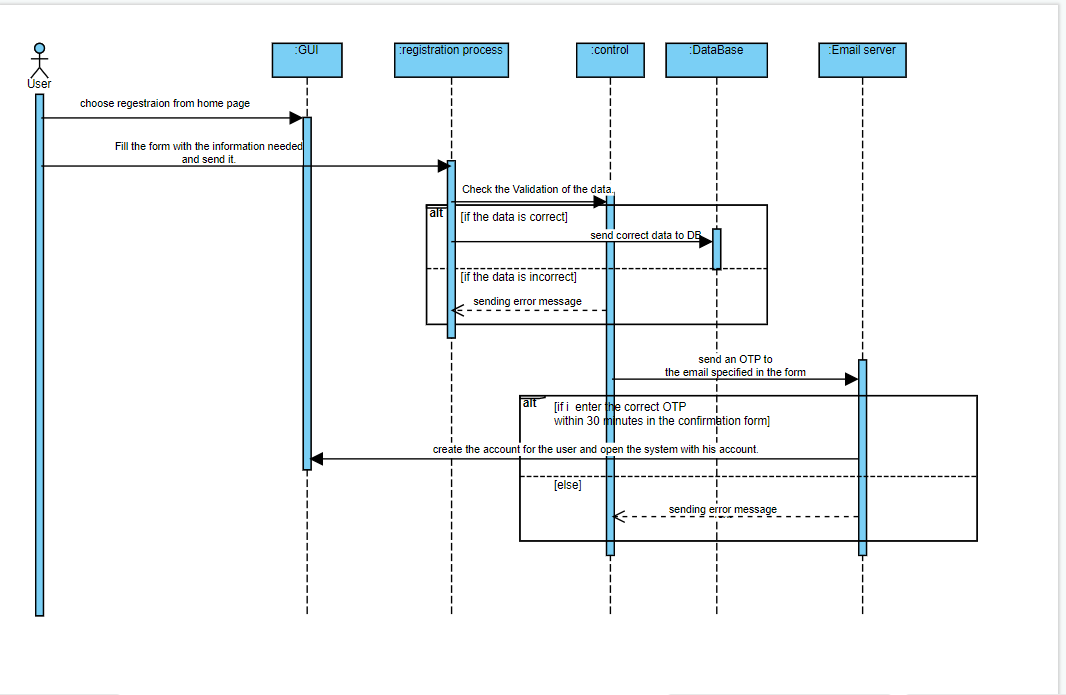 :GUI
:registration process
:control
:DataBase
:Email server
User
choose regestraion from home page
Fill the form with the information needed
and send it.
Check the Validation of the data.
alt
[if the data is correct]
send correct data to DB
[if the data is incorrect]
sending error message
send an OTP to
the email specified in the form
alt
[if i enter the correct OTP
within 30 minutes in the confirmation form]
create the account for the user and open the system with his account.
[else]
sending error message